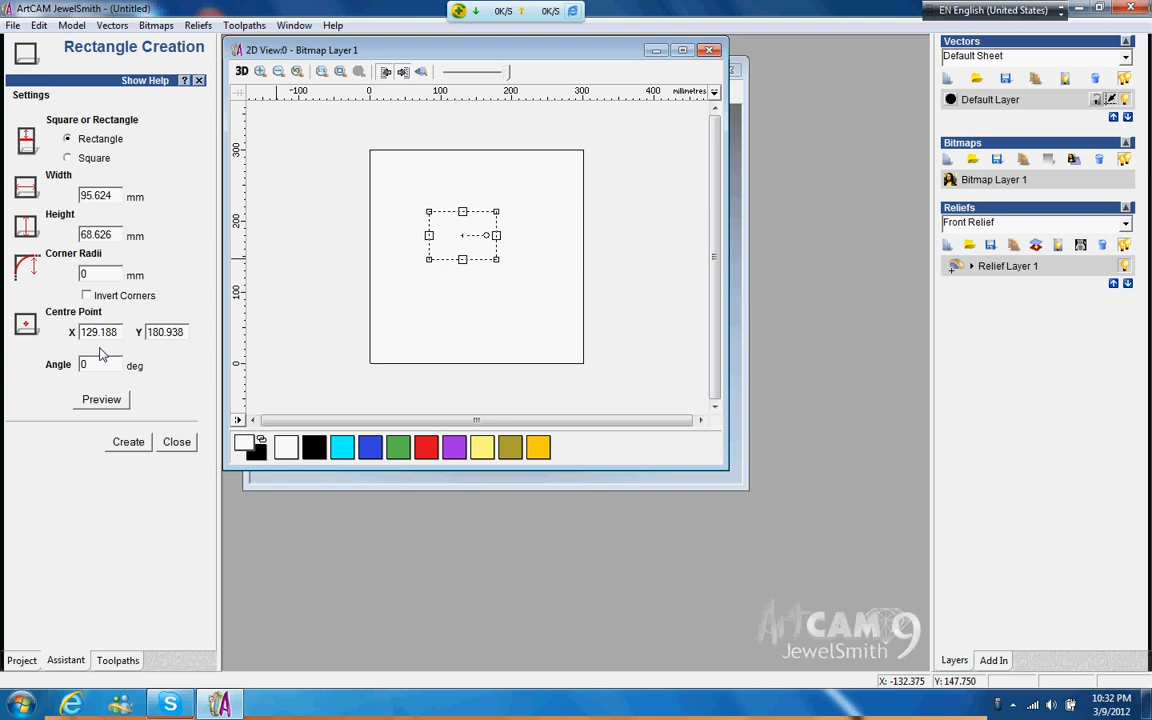 ArtCAM JewelSmith - (Untitled)
0K/S 0K/S
EN English (United States)
File Edit Model Vectors Bitmaps Reliefs Toolpaths Window Help
Rectangle Creation
Show Help ? X
Settings
Square or Rectangle
Rectangle
Square
Width
95.624 mm
Height
68.626 mm
Corner Radii
0 mm
Invert Corners
Centre Point
X 129.188 Y 180.938
Angle 0 deg
Preview
Create Close
2D View:0 - Bitmap Layer 1
3D
-100 0 100 200 300 400 millimetres
300
200
100
0
Vectors
Default Sheet
Default Layer
Bitmaps
Bitmap Layer 1
Reliefs
Front Relief
Relief Layer 1
ArtCAM 9
JewelSmith
Project Assistant Toolpaths
Layers Add In
X: -132.375 Y: 147.750
10:32 PM
3/9/2012